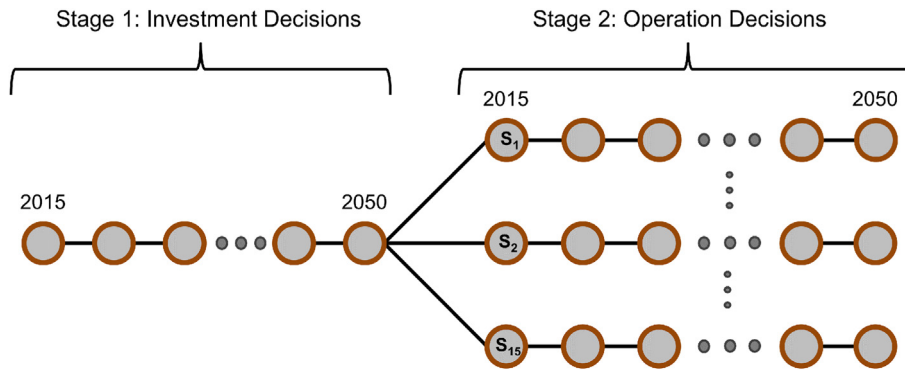 Stage 1: Investment Decisions
Stage 2: Operation Decisions
2015
2050
S1
2015
2050
S2
S15